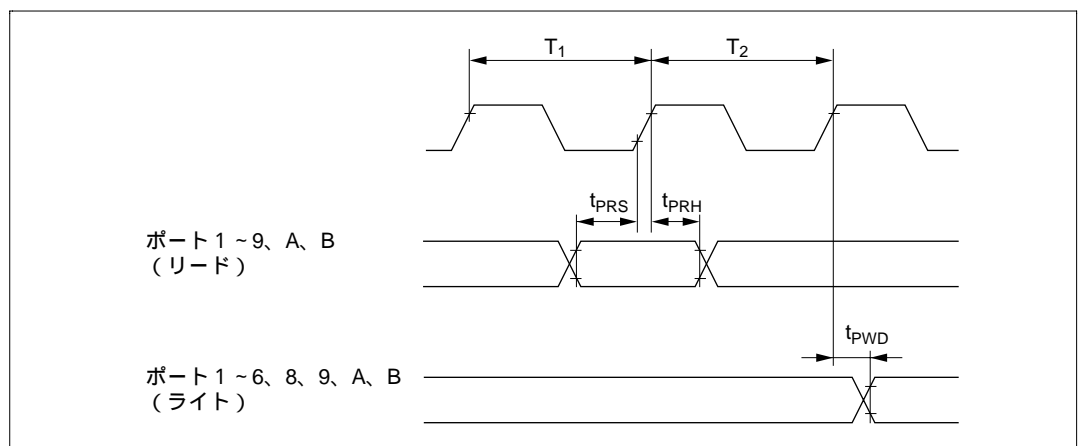 T1 T2
tPRS tPRH
ポート1~9、A、B
(リード)
tPWD
ポート1~6、8、9、A、B
(ライト)